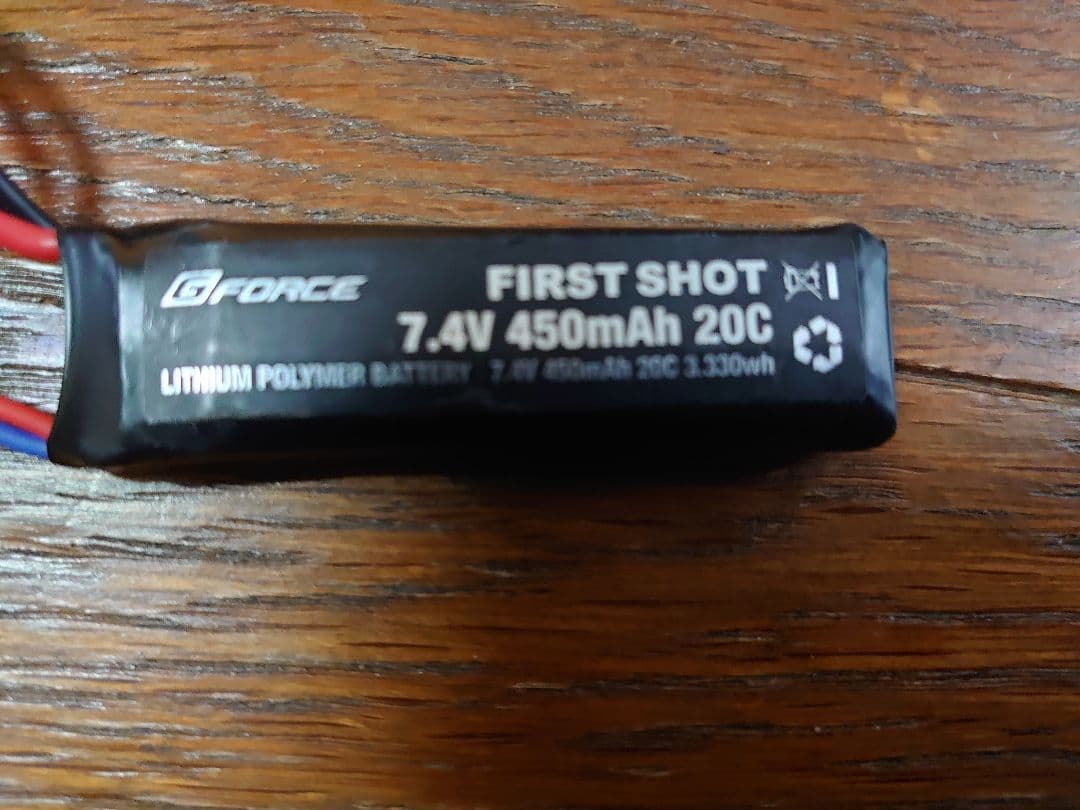 GFORCE
FIRST SHOT
7.4V 450mAh 20C
LITHIUM POLYMER BATTERY 7.4V 450mAh 20C 3.330wh